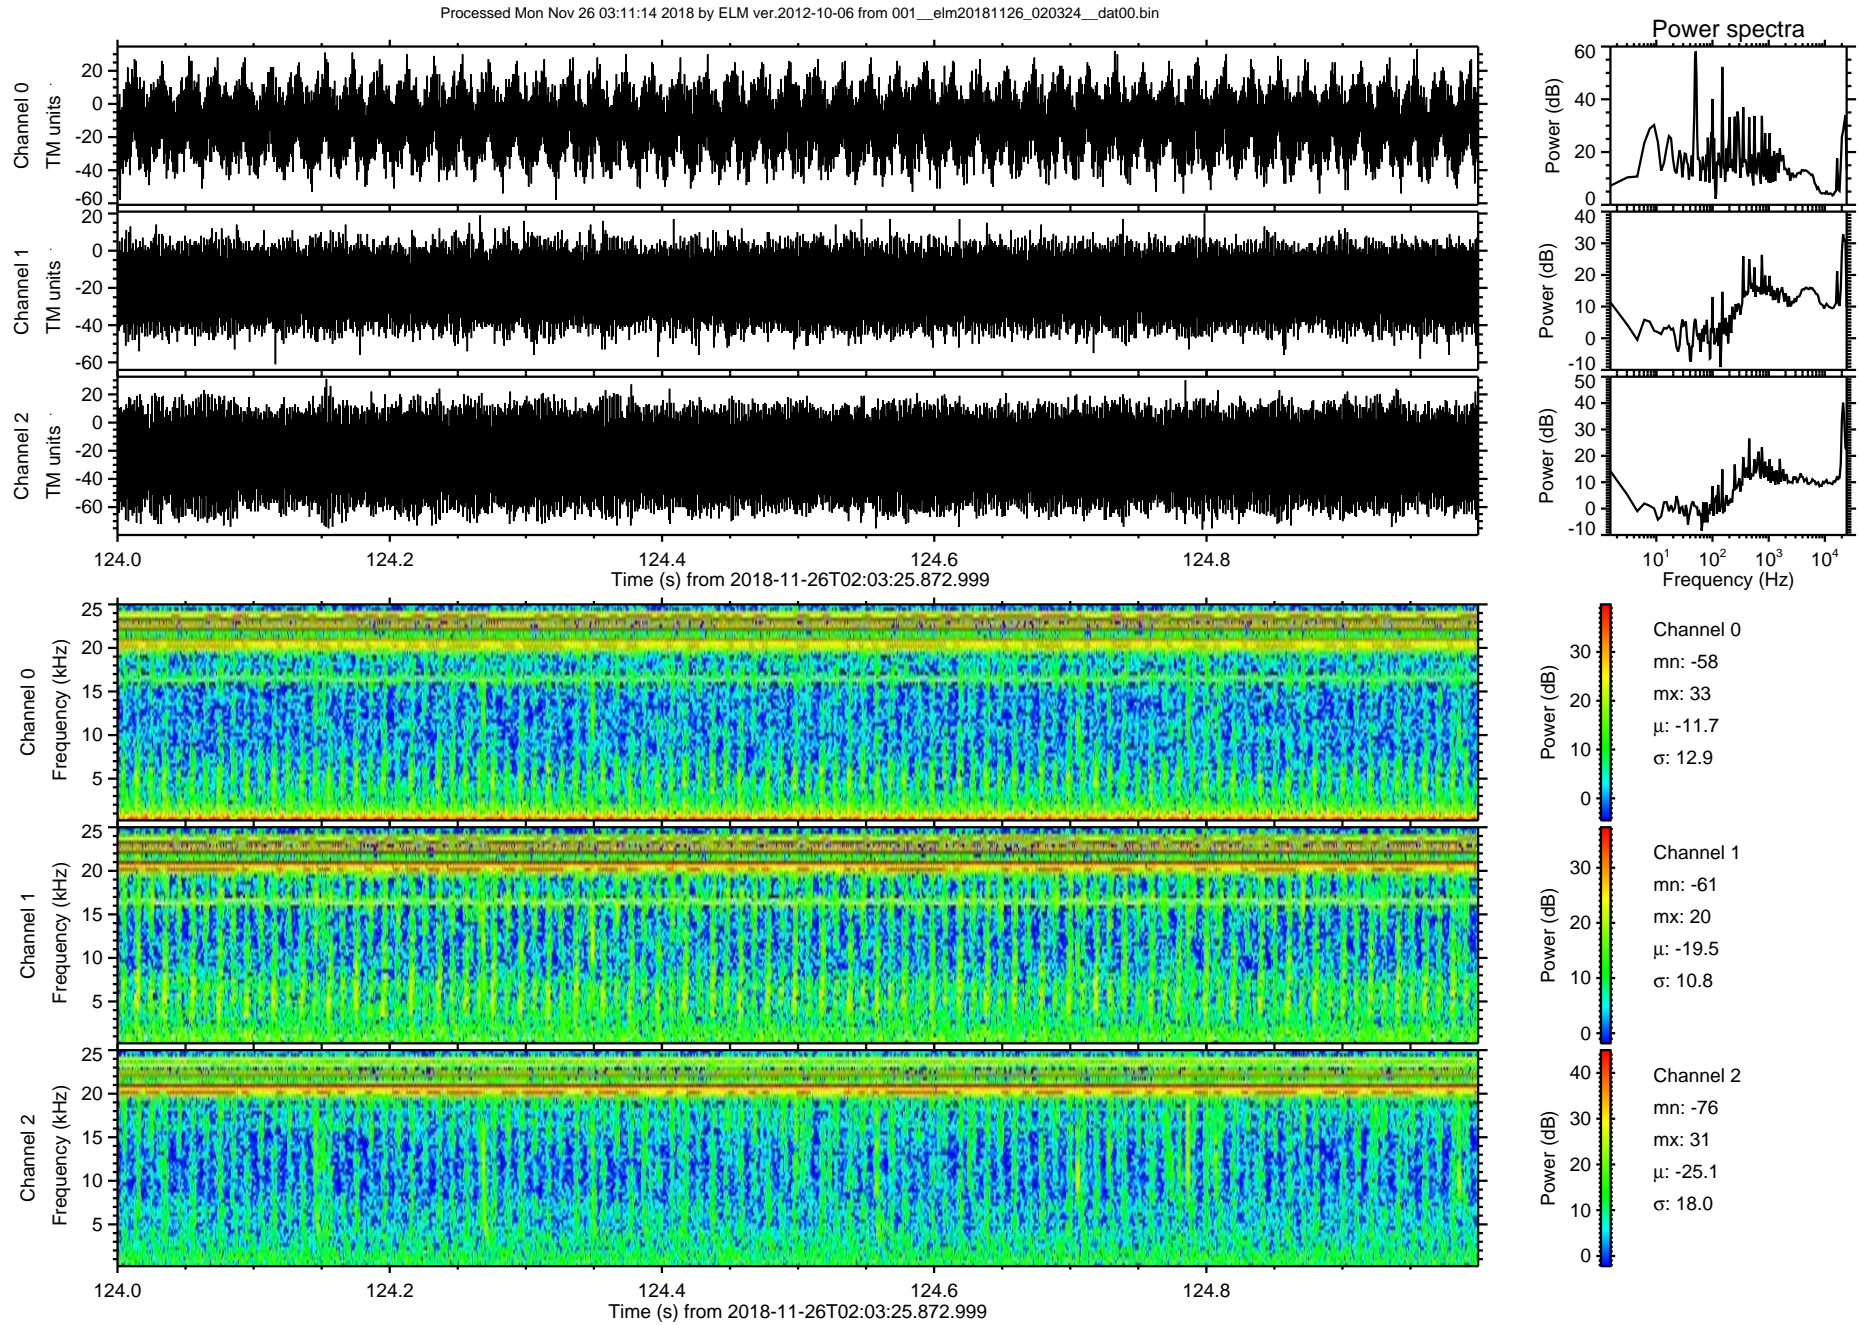 Processed Mon Nov 26 03:11:14 2018 by ELM ver.2012-10-06 from 001__elm20181126_020324__dat00.bin
Power spectra
Channel 0
TM units
20
0
-20
-40
-60
Power (dB)
60
40
20
0
Channel 1
TM units
20
0
-20
-40
-60
Power (dB)
40
30
20
10
0
-10
Channel 2
TM units
20
0
-20
-40
-60
Power (dB)
50
40
30
20
10
0
-10
124.0 124.2 124.4 124.6 124.8
Time (s) from 2018-11-26T02:03:25.872.999
10^1 10^2 10^3 10^4
Frequency (Hz)
Channel 0
Frequency (kHz)
25
20
15
10
5
Power (dB)
30
20
10
0
Channel 0
mn: -58
mx: 33
μ: -11.7
σ: 12.9
Channel 1
Frequency (kHz)
25
20
15
10
5
Power (dB)
30
20
10
0
Channel 1
mn: -61
mx: 20
μ: -19.5
σ: 10.8
Channel 2
Frequency (kHz)
25
20
15
10
5
Power (dB)
40
30
20
10
0
Channel 2
mn: -76
mx: 31
μ: -25.1
σ: 18.0
124.0 124.2 124.4 124.6 124.8
Time (s) from 2018-11-26T02:03:25.872.999